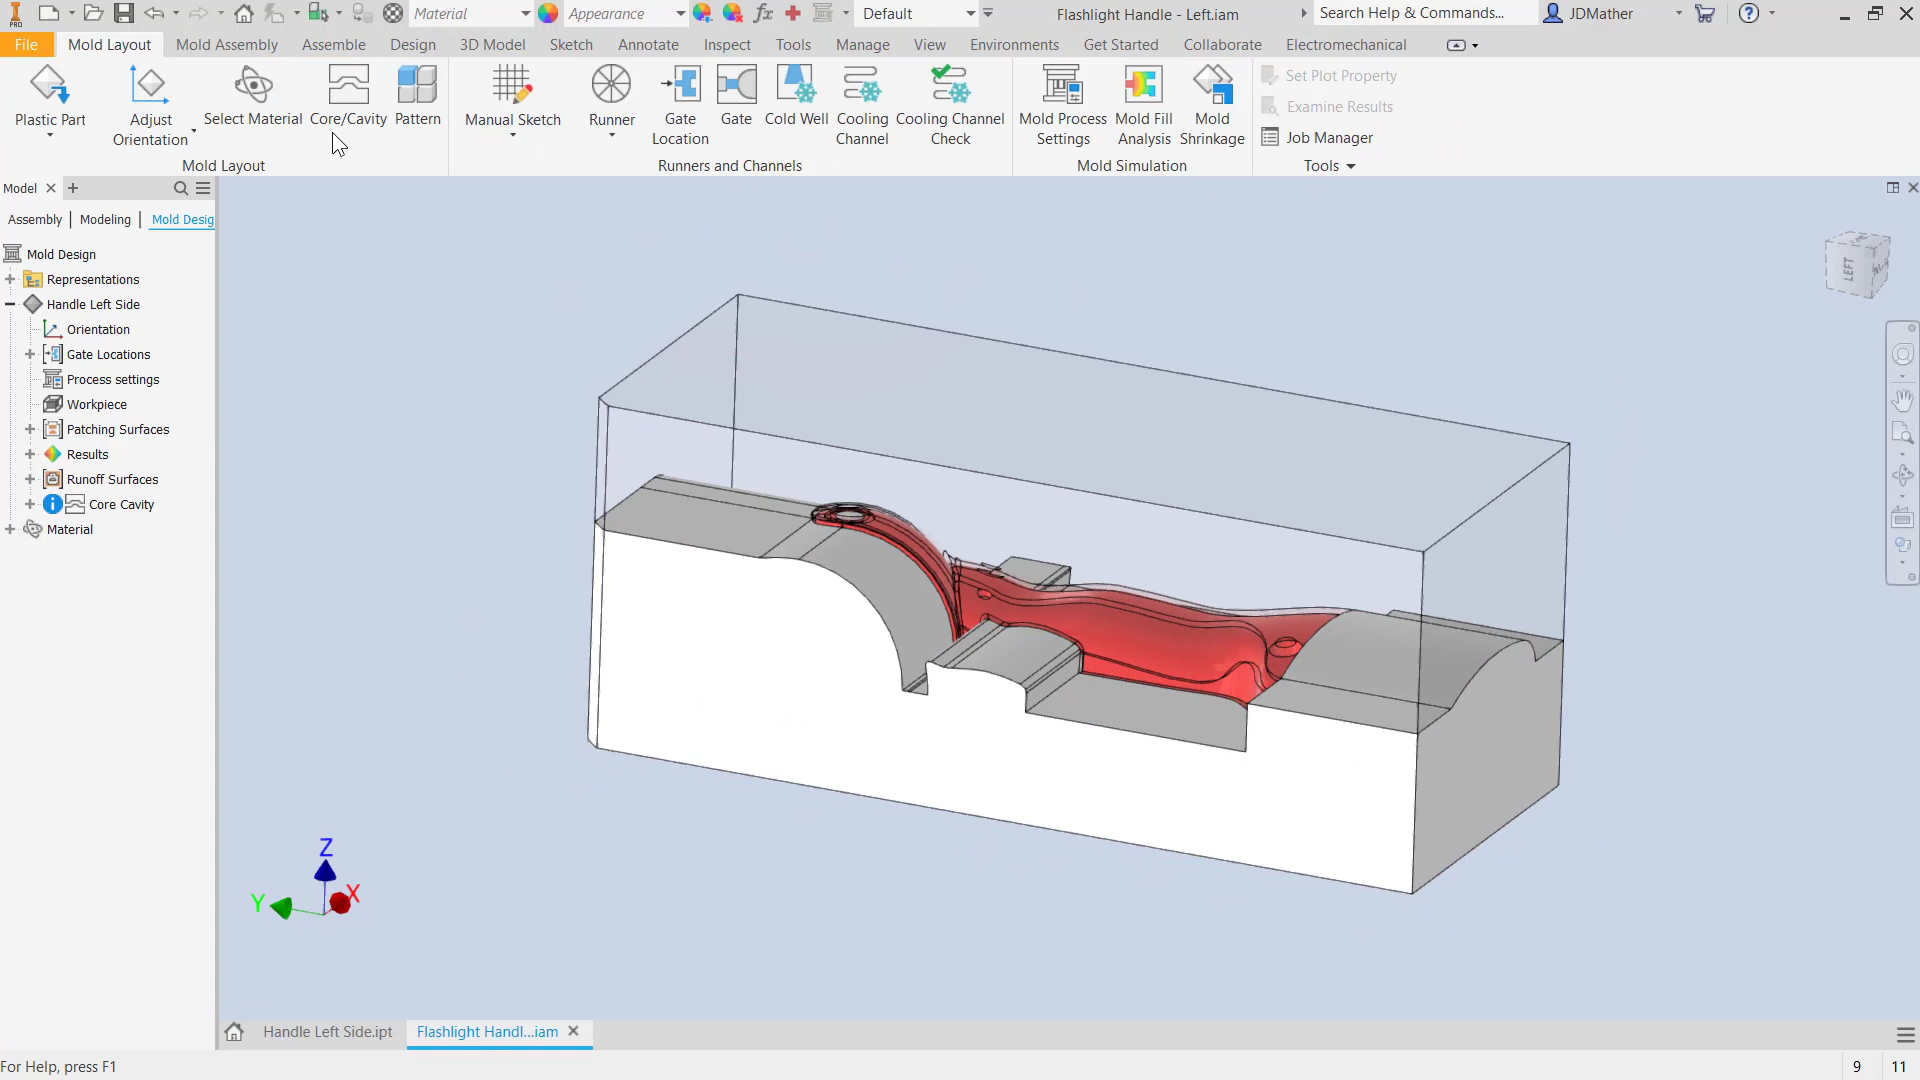 PRO Material Appearance fx Default Flashlight Handle - Left.iam Search Help & Commands... JDMather
File Mold Layout Mold Assembly Assemble Design 3D Model Sketch Annotate Inspect Tools Manage View Environments Get Started Collaborate Electromechanical
Plastic Part
Adjust
Orientation
Select Material
Core/Cavity
Pattern
Mold Layout
Manual Sketch
Runner
Gate
Location
Gate
Cold Well
Cooling
Channel
Cooling Channel
Check
Runners and Channels
Mold Process
Settings
Mold Fill
Analysis
Mold
Shrinkage
Mold Simulation
Set Plot Property
Examine Results
Job Manager
Tools
Model
Assembly | Modeling | Mold Desig
Mold Design
Representations
Handle Left Side
Orientation
Gate Locations
Process settings
Workpiece
Patching Surfaces
Results
Runoff Surfaces
Core Cavity
Material
LEFT
Z
Y
X
Handle Left Side.ipt Flashlight Handl...iam
For Help, press F1
9 11